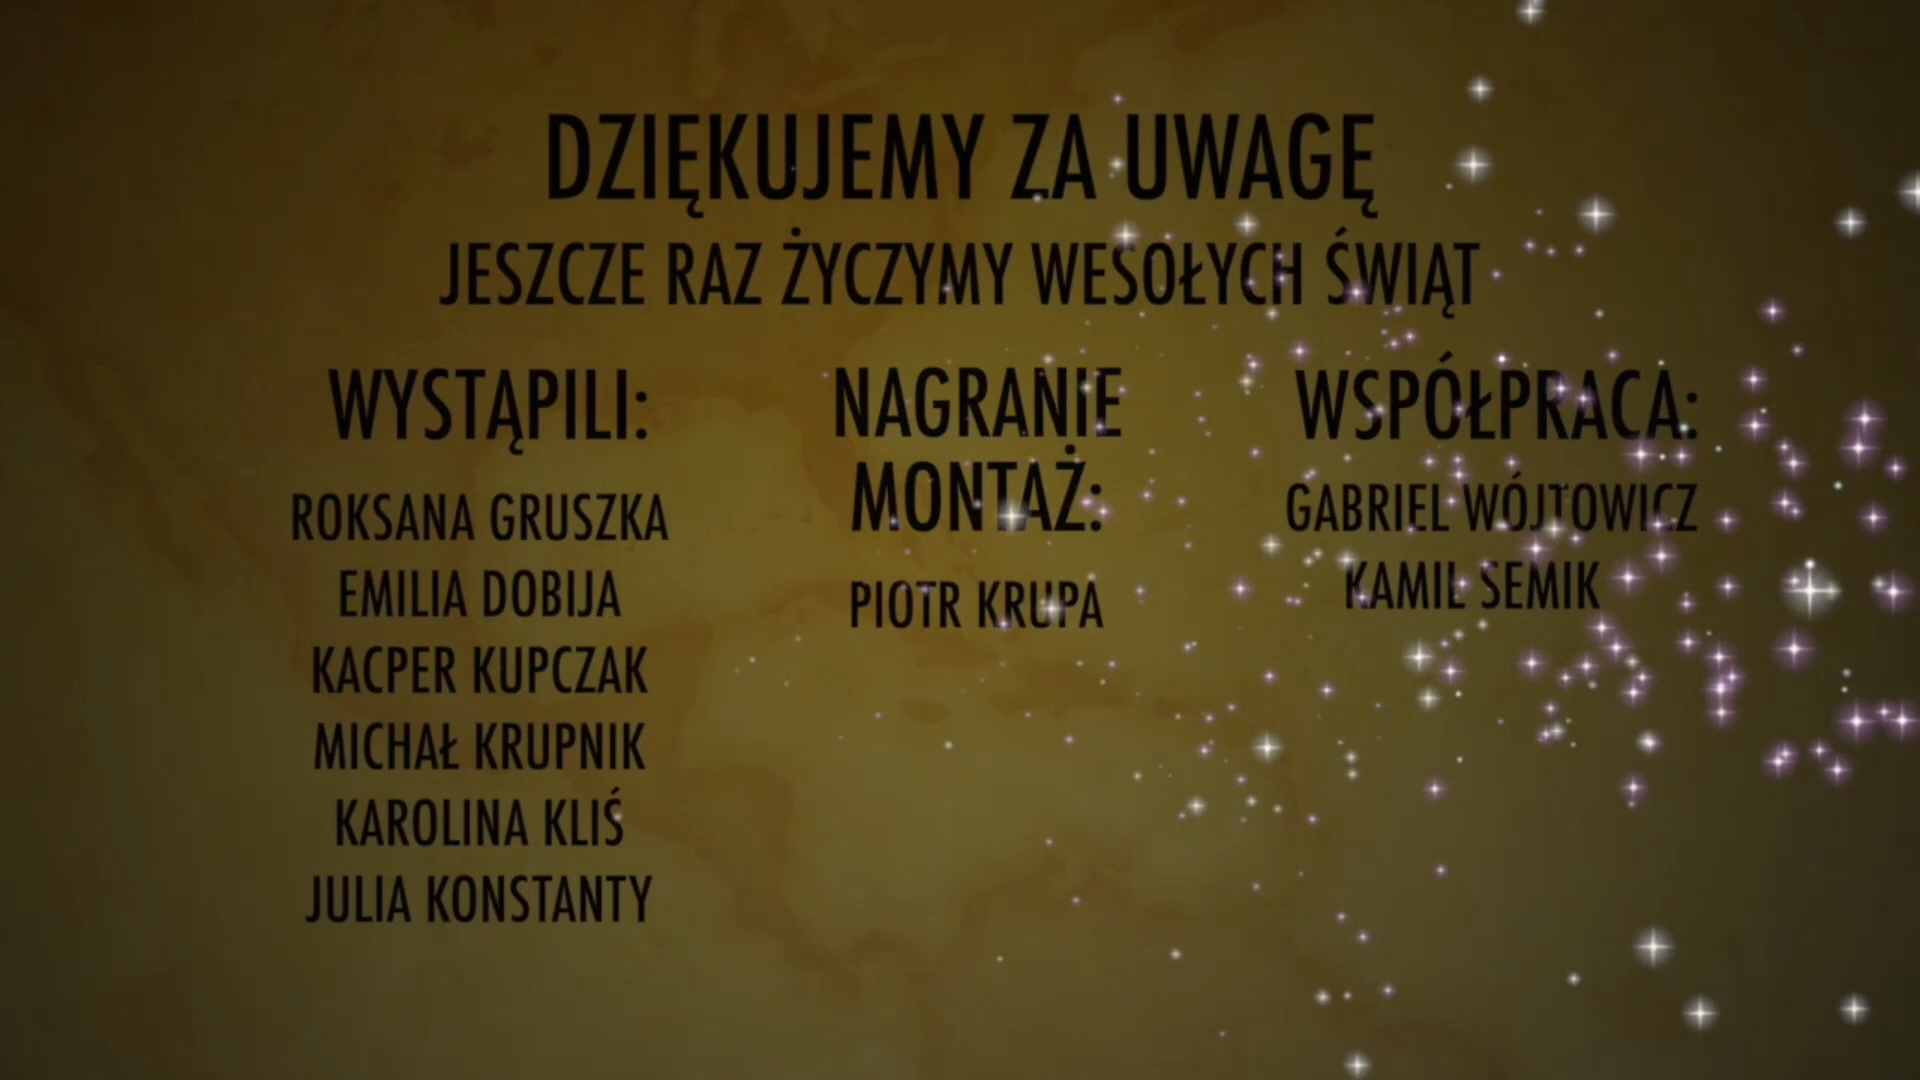 DZIĘKUJEMY ZA UWAGĘ
JESZCZE RAZ ŻYCZYMY WESOŁYCH ŚWIĄT
WYSTĄPILI:
ROKSANA GRUSZKA
EMILIA DOBIJA
KACPER KUPCZAK
MICHAŁ KRUPNIK
KAROLINA KLIŚ
JULIA KONSTANTY
NAGRANIE
MONTAŻ:
PIOTR KRUPA
WSPÓŁPRACA:
GABRIEL WÓJTOWICZ
KAMIL SEMIK